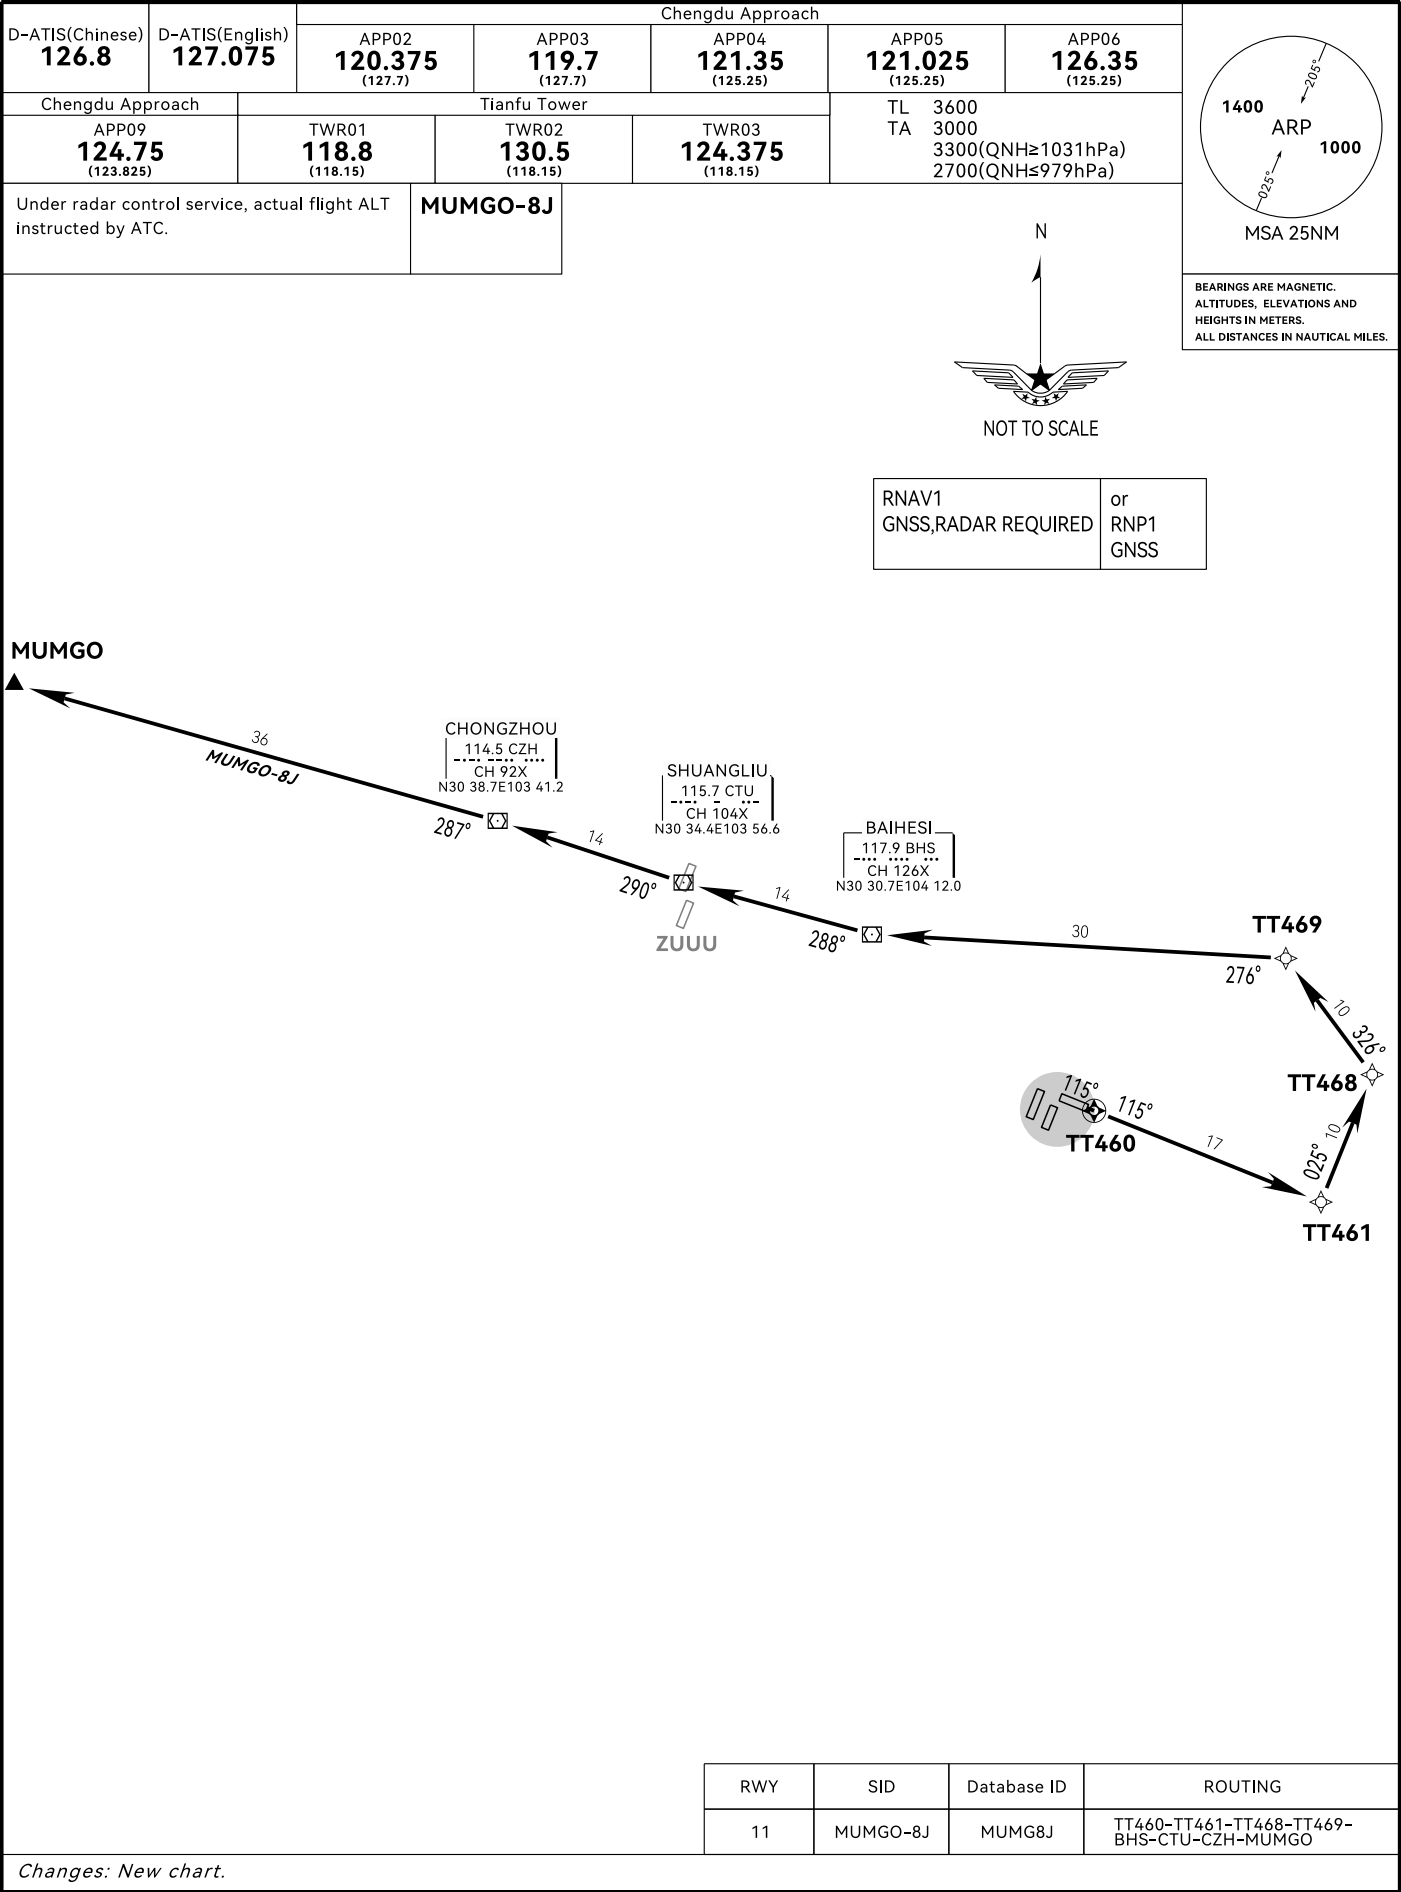 D-ATIS(Chinese)
126.8
D-ATIS(English)
127.075
Chengdu Approach
APP02
120.375
(127.7)
APP03
119.7
(127.7)
APP04
121.35
(125.25)
APP05
121.025
(125.25)
APP06
126.35
(125.25)
Chengdu Approach
APP09
124.75
(123.825)
Tianfu Tower
TWR01
118.8
(118.15)
TWR02
130.5
(118.15)
TWR03
124.375
(118.15)
TL 3600
TA 3000
3300(QNH≥1031hPa)
2700(QNH≤979hPa)
205°
1400
ARP
1000
025°
MSA 25NM
Under radar control service, actual flight ALT
instructed by ATC.
MUMGO-8J
BEARINGS ARE MAGNETIC.
ALTITUDES, ELEVATIONS AND
HEIGHTS IN METERS.
ALL DISTANCES IN NAUTICAL MILES.
N
NOT TO SCALE
RNAV1
GNSS,RADAR REQUIRED
or
RNP1
GNSS
MUMGO
36
MUMGO-8J
CHONGZHOU
114.5 CZH
CH 92X
N30 38.7E103 41.2
287°
14
SHUANGLIU
115.7 CTU
CH 104X
N30 34.4E103 56.6
290°
ZUUU
14
BAIHESI
117.9 BHS
CH 126X
N30 30.7E104 12.0
288°
30
TT469
276°
10
326°
TT468
115°
115°
TT460
17
025°
10
TT461
RWY SID Database ID ROUTING
11 MUMGO-8J MUMG8J TT460-TT461-TT468-TT469-
BHS-CTU-CZH-MUMGO
Changes: New chart.